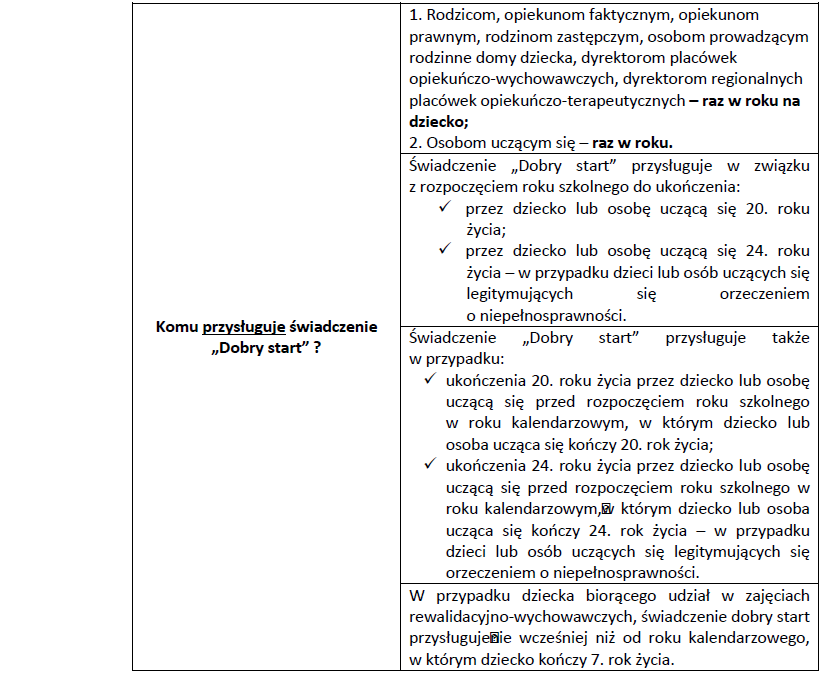 Komu przysługuje świadczenie
„Dobry start” ?
1. Rodzicom, opiekunom faktycznym, opiekunom
prawnym, rodzinom zastępczym, osobom prowadzącym
rodzinne domy dziecka, dyrektorom placówek
opiekuńczo-wychowawczych, dyrektorom regionalnych
placówek opiekuńczo-terapeutycznych – raz w roku na
dziecko;
2. Osobom uczącym się – raz w roku.
Świadczenie „Dobry start” przysługuje w związku
z rozpoczęciem roku szkolnego do ukończenia:
✓ przez dziecko lub osobę uczącą się 20. roku
życia;
✓ przez dziecko lub osobę uczącą się 24. roku
życia – w przypadku dzieci lub osób uczących się
legitymujących się orzeczeniem
o niepełnosprawności.
Świadczenie „Dobry start” przysługuje także
w przypadku:
✓ ukończenia 20. roku życia przez dziecko lub osobę
uczącą się przed rozpoczęciem roku szkolnego
w roku kalendarzowym, w którym dziecko lub
osoba ucząca się kończy 20. rok życia;
✓ ukończenia 24. roku życia przez dziecko lub osobę
uczącą się przed rozpoczęciem roku szkolnego w
roku kalendarzowym, w którym dziecko lub osoba
ucząca się kończy 24. rok życia – w przypadku
dzieci lub osób uczących się legitymujących się
orzeczeniem o niepełnosprawności.
W przypadku dziecka biorącego udział w zajęciach
rewalidacyjno-wychowawczych, świadczenie dobry start
przysługuje nie wcześniej niż od roku kalendarzowego,
w którym dziecko kończy 7. rok życia.